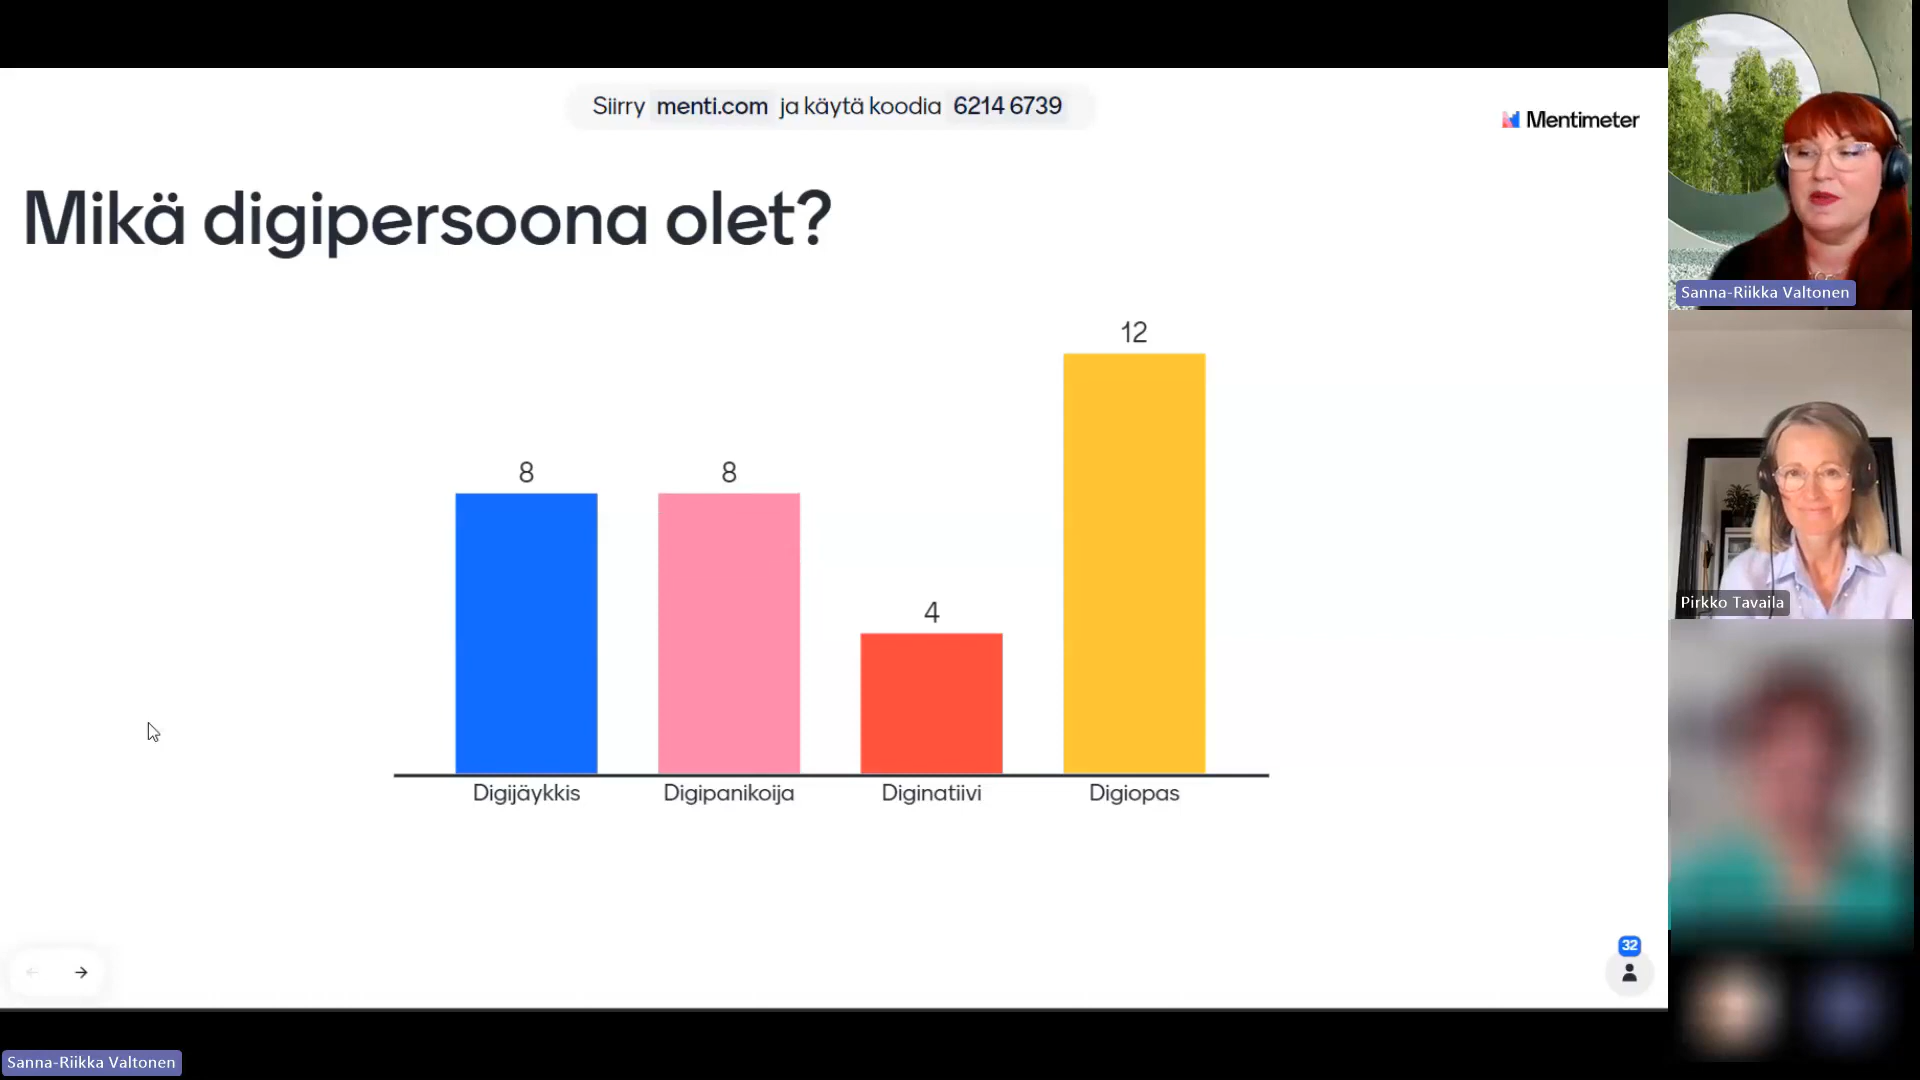 Siirry menti.com ja käytä koodia 6214 6739
Mentimeter
Mikä digipersoona olet?
12
8
8
4
Digijäykkis
Digipanikoija
Diginatiivi
Digiopas
32
Sanna-Riikka Valtonen
Pirkko Tavaila
Sanna-Riikka Valtonen